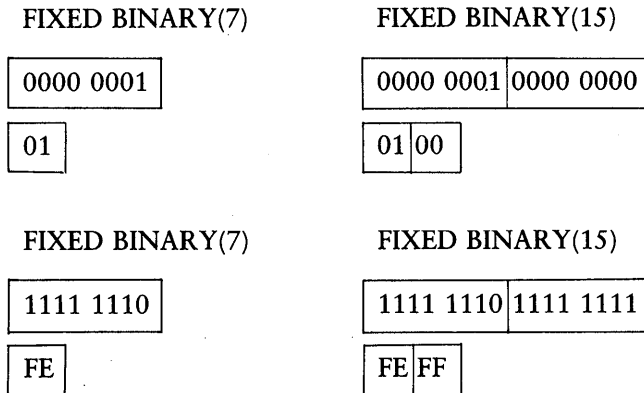 FIXED BINARY(7) FIXED BINARY(15)
0000 0001 0000 0001 0000 0000
01 01 00
FIXED BINARY(7) FIXED BINARY(15)
1111 1110 1111 1110 1111 1111
FE FE FF